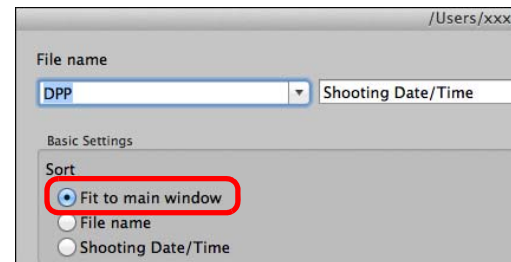 /Users/xxx
File name
DPP Shooting Date/Time
Basic Settings
Sort
Fit to main window
File name
Shooting Date/Time